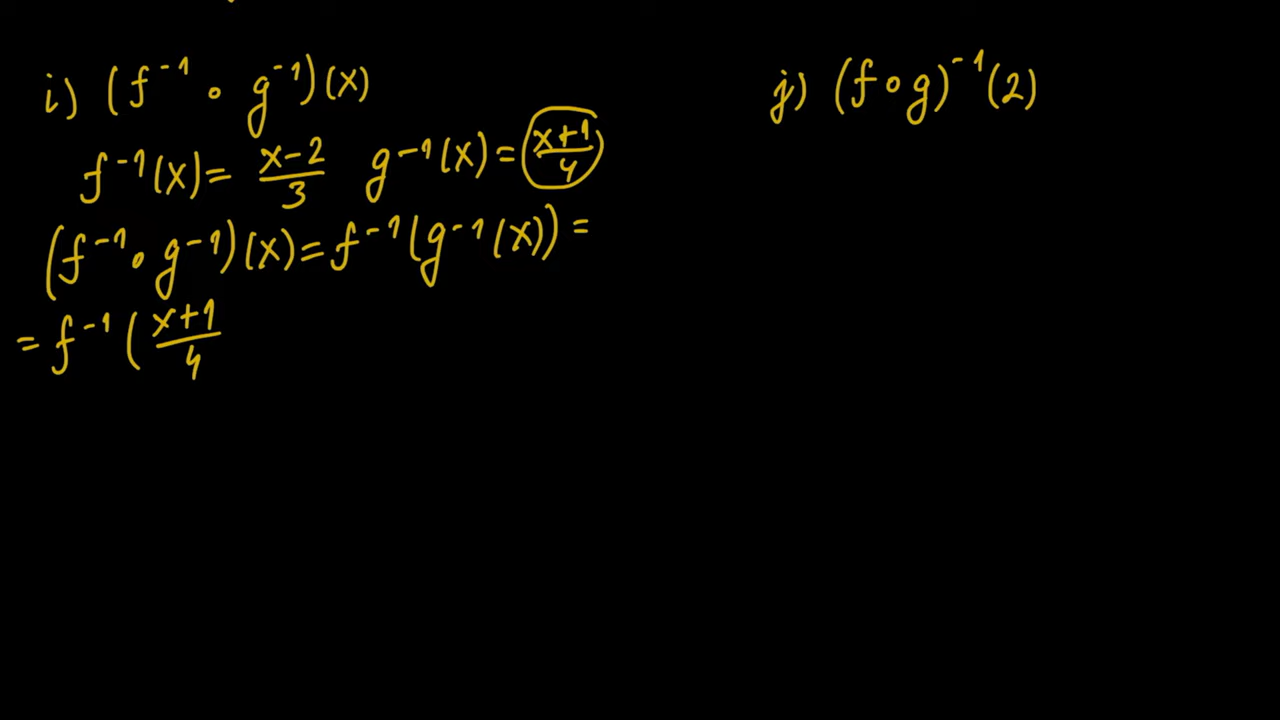 i) (f⁻¹ ∘ g⁻¹)(x)
f⁻¹(x) = (x-2)/3 g⁻¹(x) = (x+1)/4
(f⁻¹ ∘ g⁻¹)(x) = f⁻¹(g⁻¹(x)) =
= f⁻¹( (x+1)/4
j) (f ∘ g)⁻¹(2)